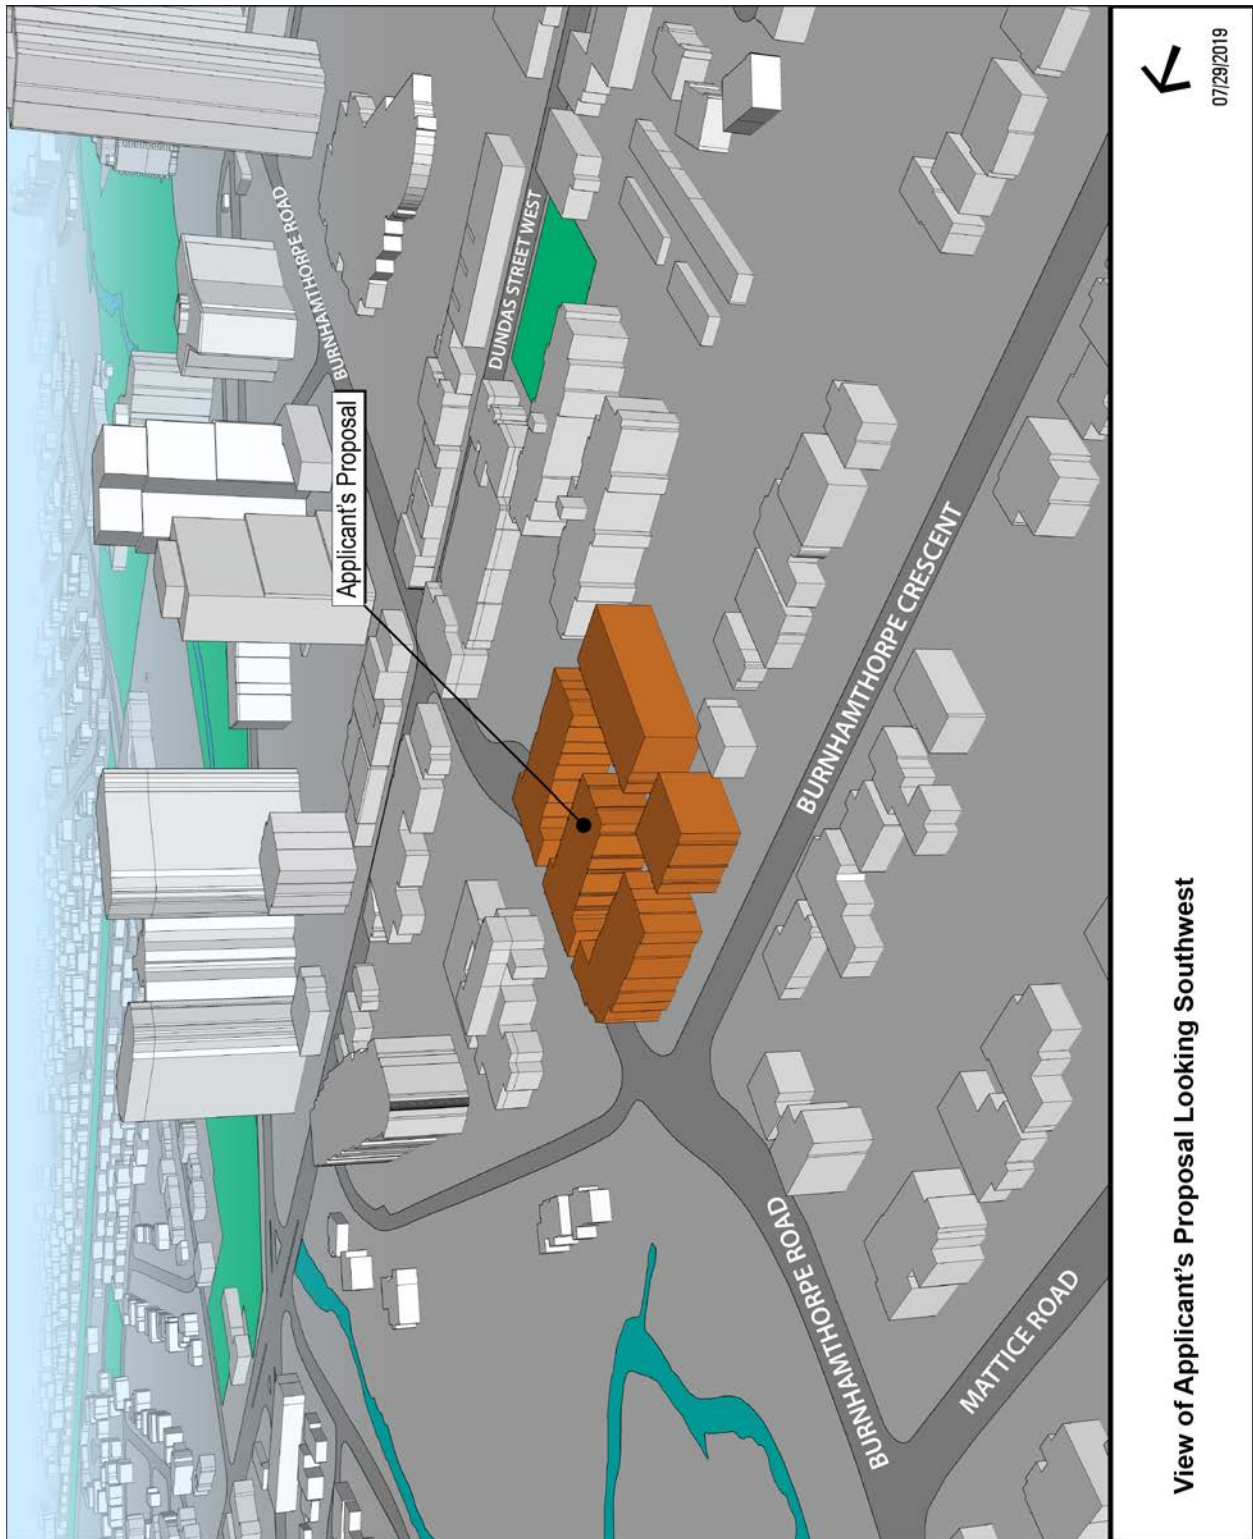 BURNHAMTHORPE ROAD
DUNDAS STREET WEST
Applicant's Proposal
BURNHAMTHORPE CRESCENT
BURNHAMTHORPE ROAD
MATTICE ROAD
View of Applicant's Proposal Looking Southwest
07/29/2019